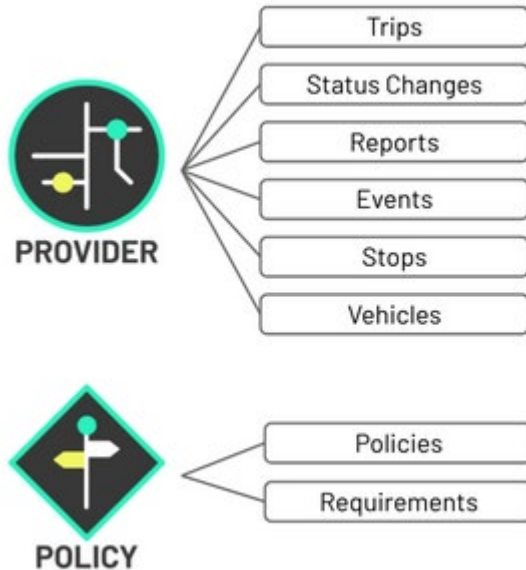 Trips
Status Changes
Reports
Events
Stops
Vehicles
PROVIDER
Policies
Requirements
POLICY